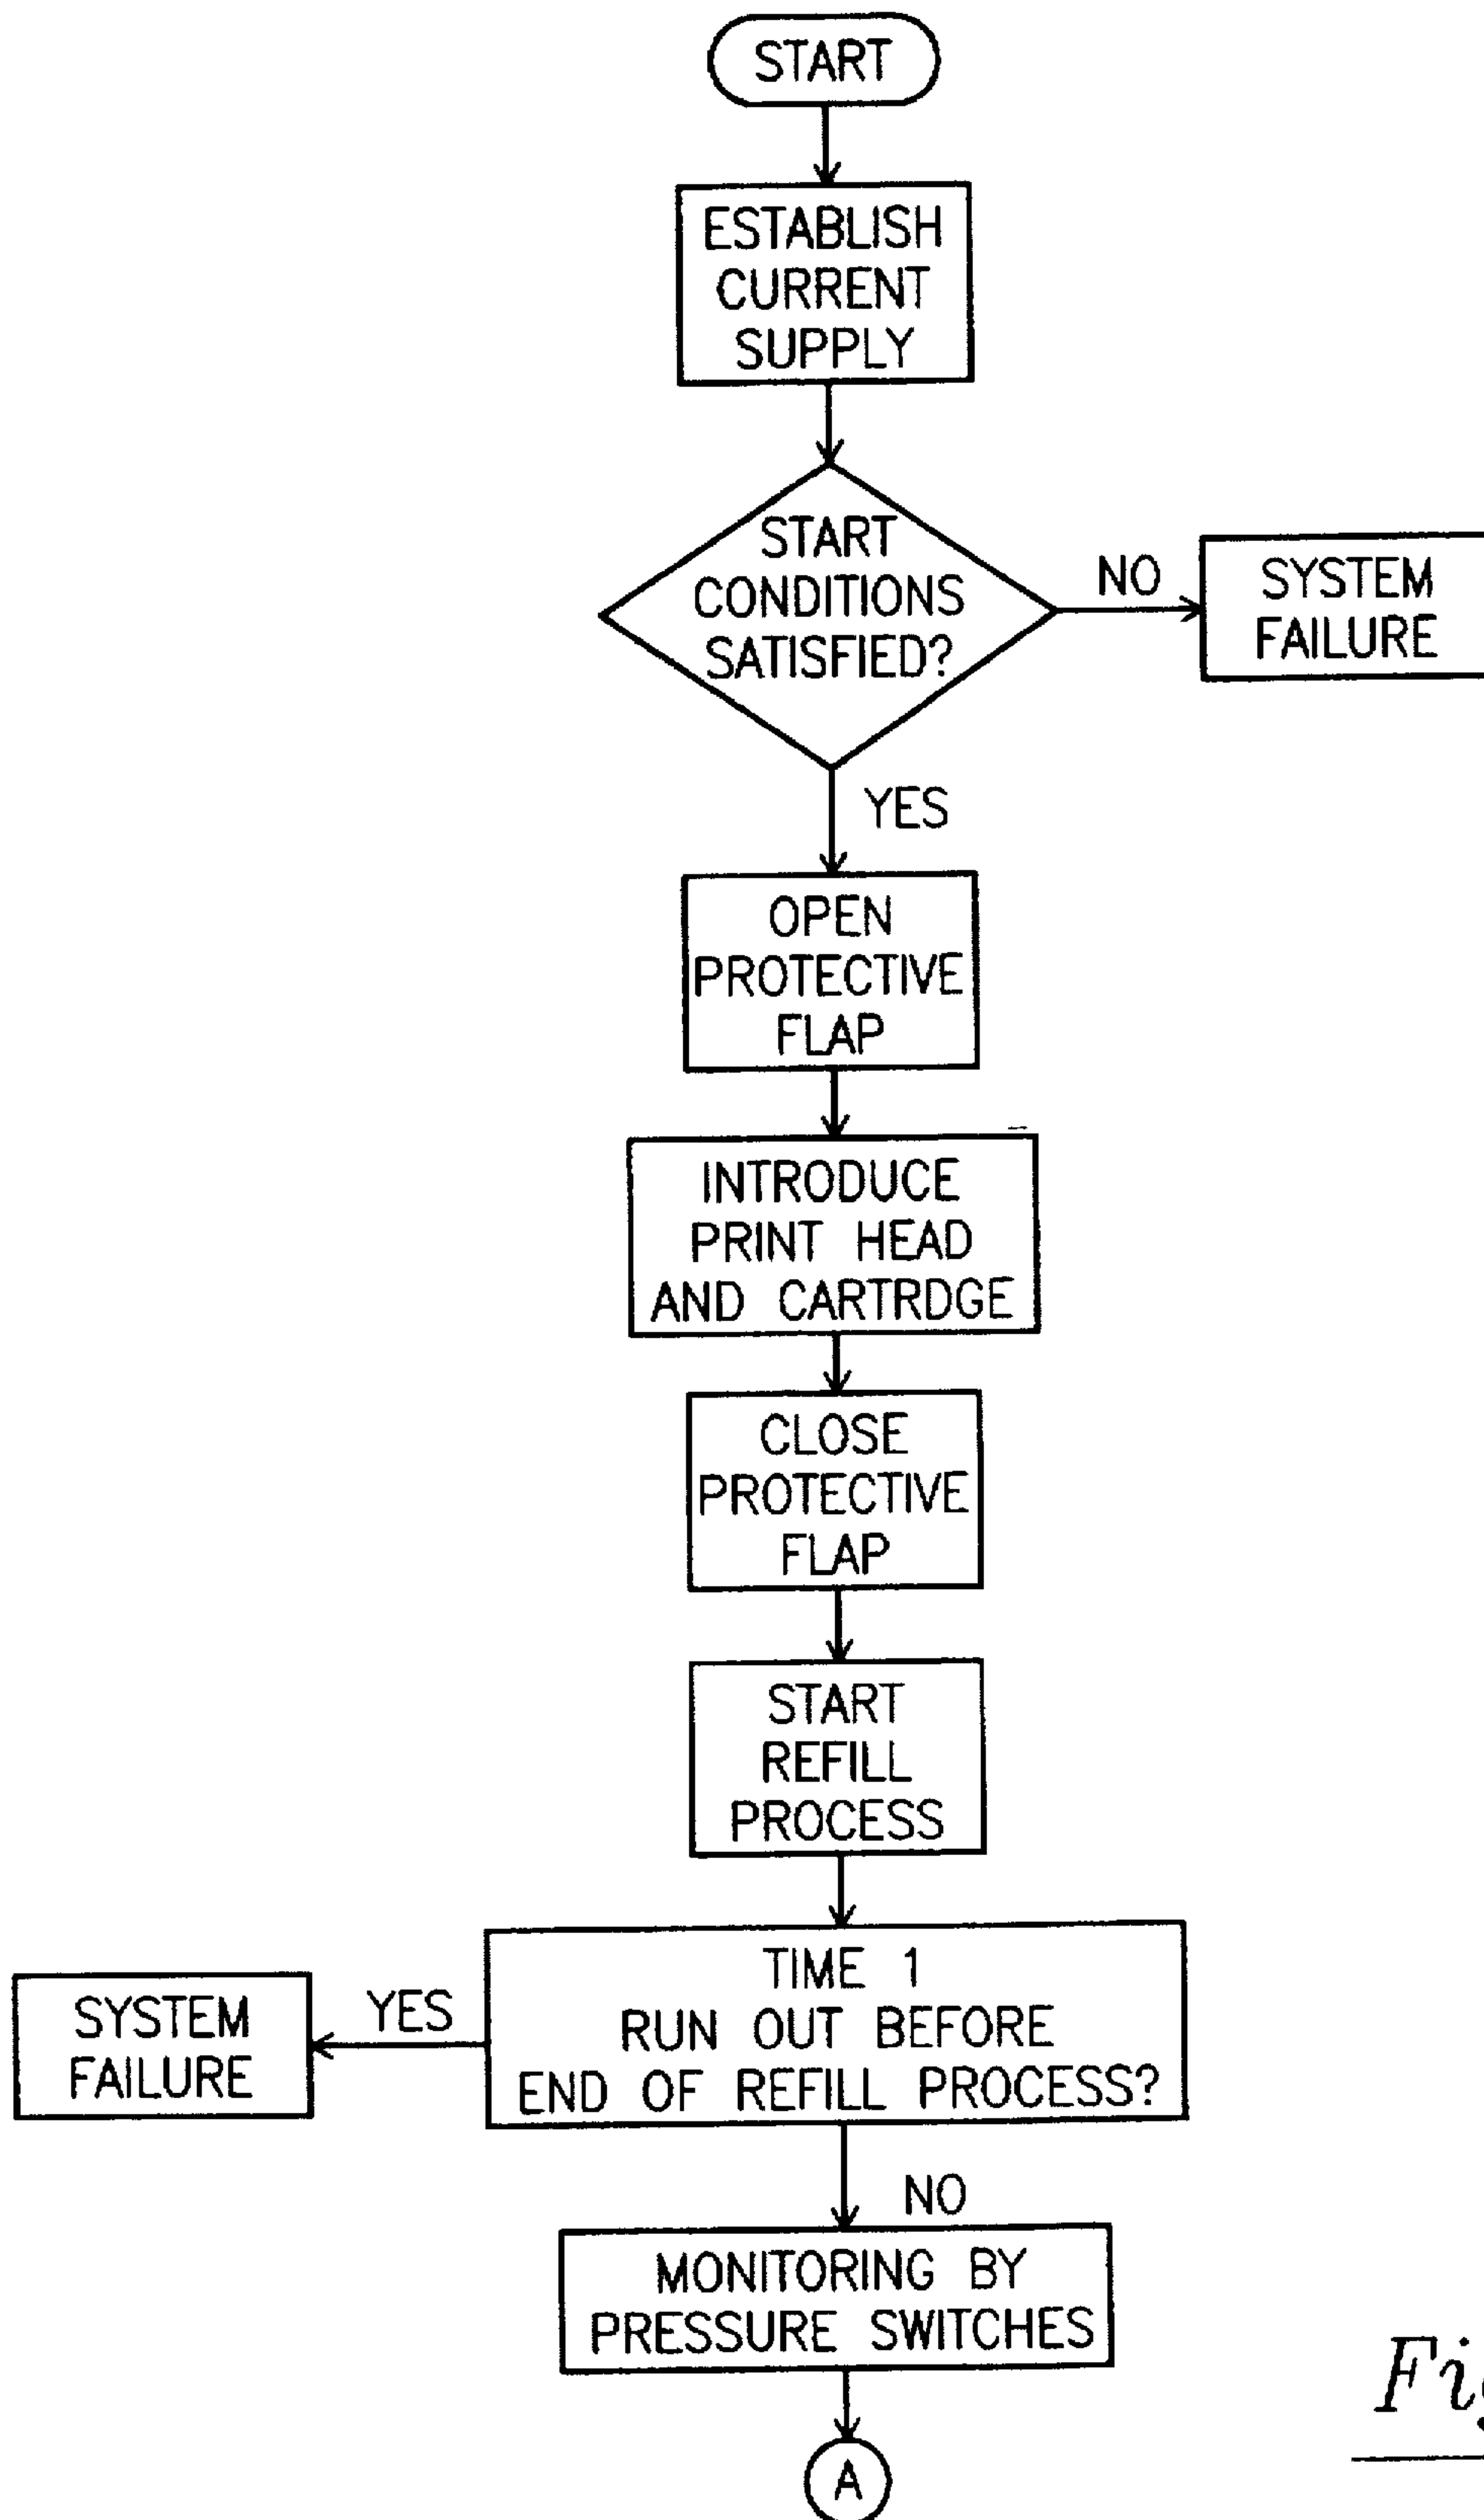 START
ESTABLISH
CURRENT
SUPPLY
START
CONDITIONS
SATISFIED?
NO
SYSTEM
FAILURE
YES
OPEN
PROTECTIVE
FLAP
INTRODUCE
PRINT HEAD
AND CARTRDGE
CLOSE
PROTECTIVE
FLAP
START
REFILL
PROCESS
TIME 1
RUN OUT BEFORE
END OF REFILL PROCESS?
YES
SYSTEM
FAILURE
NO
MONITORING BY
PRESSURE SWITCHES
A